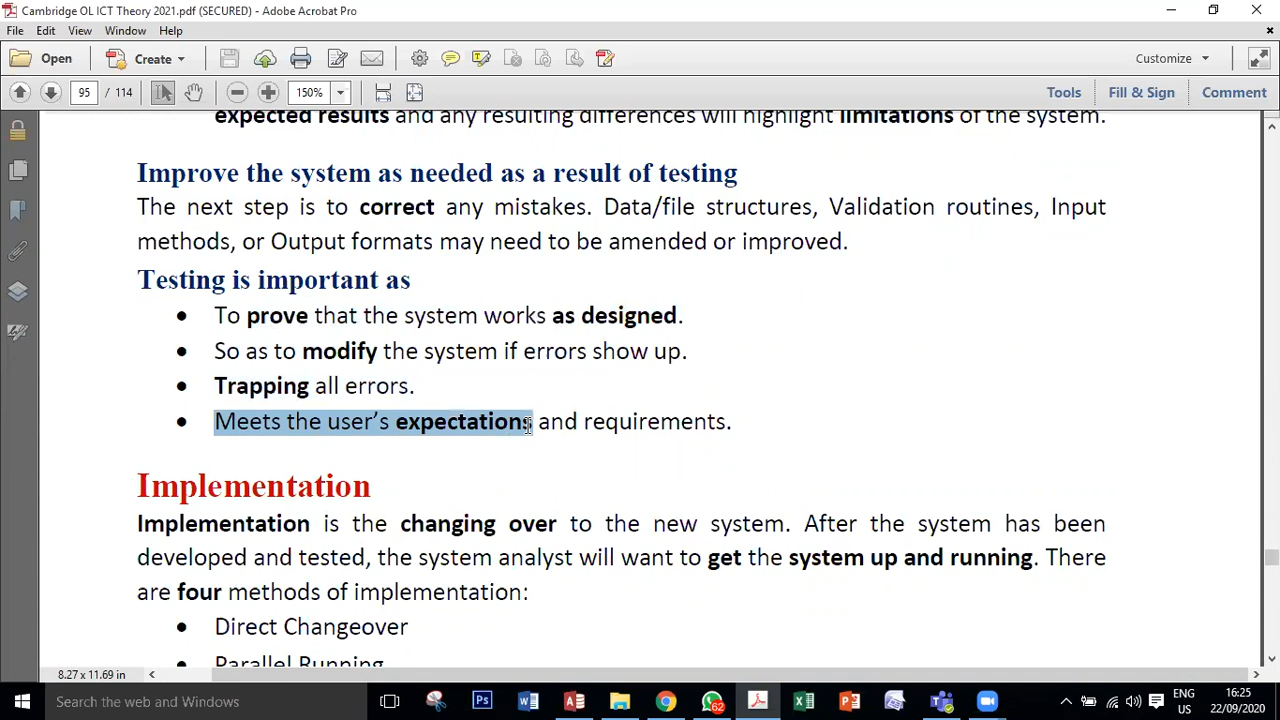 Cambridge OL ICT Theory 2021.pdf (SECURED) - Adobe Acrobat Pro
File Edit View Window Help
Open Create Customize
95 / 114 150% Tools Fill & Sign Comment
expected results and any resulting differences will highlight limitations of the system.
Improve the system as needed as a result of testing
The next step is to correct any mistakes. Data/file structures, Validation routines, Input
methods, or Output formats may need to be amended or improved.
Testing is important as
• To prove that the system works as designed.
• So as to modify the system if errors show up.
• Trapping all errors.
• Meets the user’s expectations and requirements.
Implementation
Implementation is the changing over to the new system. After the system has been
developed and tested, the system analyst will want to get the system up and running. There
are four methods of implementation:
• Direct Changeover
• Parallel Running
8.27 x 11.69 in
Search the web and Windows
62
ENG
US
16:25
22/09/2020